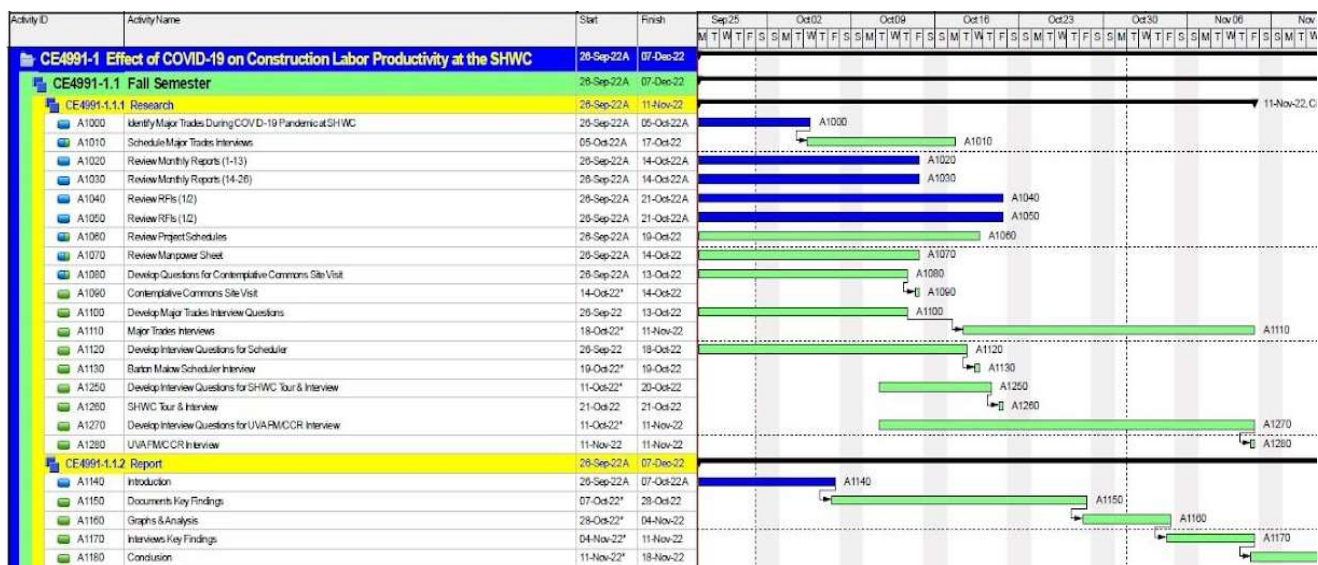 Activity ID Activity Name Start Finish Sep 25 Oct 02 Oct 09 Oct 16 Oct 23 Oct 30 Nov 06 Nov
M T W T F S S M T W T F S S M T W T F S S M T W T F S S M T W T F S S M T W T F S S M T W T F S S M T W
CE4991-1 Effect of COVID-19 on Construction Labor Productivity at the SHWC 26-Sep-22A 07-Dec-22
CE4991-1.1 Fall Semester 26-Sep-22A 07-Dec-22
CE4991-1.1.1 Research 26-Sep-22A 11-Nov-22 11-Nov-22, C
A1000 Identify Major Trades During COVID-19 Pandemic at SHWC 26-Sep-22A 05-Oct-22A A1000
A1010 Schedule Major Trades Interviews 05-Oct-22A 17-Oct-22 A1010
A1020 Review Monthly Reports (1-13) 26-Sep-22A 14-Oct-22A A1020
A1030 Review Monthly Reports (14-26) 26-Sep-22A 14-Oct-22A A1030
A1040 Review RFIs (1/2) 26-Sep-22A 21-Oct-22A A1040
A1050 Review RFIs (1/2) 26-Sep-22A 21-Oct-22A A1050
A1060 Review Project Schedules 26-Sep-22A 19-Oct-22 A1060
A1070 Review Manpower Sheet 26-Sep-22A 14-Oct-22 A1070
A1080 Develop Questions for Contemplative Commons Site Visit 26-Sep-22A 13-Oct-22 A1080
A1090 Contemplative Commons Site Visit 14-Oct-22* 14-Oct-22 A1090
A1100 Develop Major Trades Interview Questions 26-Sep-22 13-Oct-22 A1100
A1110 Major Trades Interviews 18-Oct-22* 11-Nov-22 A1110
A1120 Develop Interview Questions for Scheduler 26-Sep-22 18-Oct-22 A1120
A1130 Barton Malow Scheduler Interview 19-Oct-22* 19-Oct-22 A1130
A1250 Develop Interview Questions for SHWC Tour & Interview 11-Oct-22* 20-Oct-22 A1250
A1260 SHWC Tour & Interview 21-Oct-22 21-Oct-22 A1260
A1270 Develop Interview Questions for UVA FM/CCR Interview 11-Oct-22* 11-Nov-22 A1270
A1280 UVA FM/CCR Interview 11-Nov-22 11-Nov-22 A1280
CE4991-1.1.2 Report 26-Sep-22A 07-Dec-22
A1140 Introduction 26-Sep-22A 07-Oct-22A A1140
A1150 Documents Key Findings 07-Oct-22* 28-Oct-22 A1150
A1160 Graphs & Analysis 28-Oct-22* 04-Nov-22 A1160
A1170 Interviews Key Findings 04-Nov-22* 11-Nov-22 A1170
A1180 Conclusion 11-Nov-22* 18-Nov-22